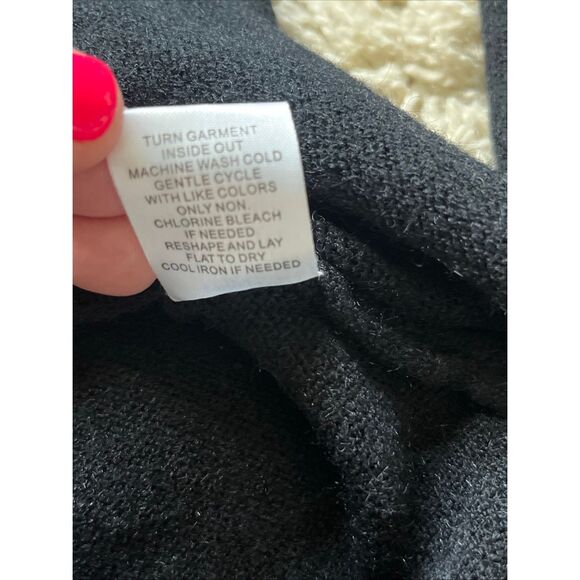 TURN GARMENT
INSIDE OUT
MACHINE WASH COLD
GENTLE CYCLE
WITH LIKE COLORS
ONLY NON.
CHLORINE BLEACH
IF NEEDED
RESHAPE AND LAY
FLAT TO DRY
COOL IRON IF NEEDED